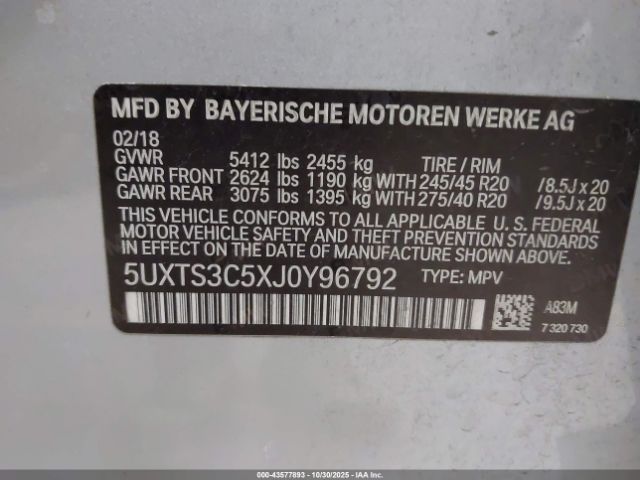 MFD BY BAYERISCHE MOTOREN WERKE AG
02/18
GVWR 5412 lbs 2455 kg TIRE / RIM
GAWR FRONT 2624 lbs 1190 kg WITH 245/45 R20 /8.5J x 20
GAWR REAR 3075 lbs 1395 kg WITH 275/40 R20 /9.5J x 20
THIS VEHICLE CONFORMS TO ALL APPLICABLE U. S. FEDERAL
MOTOR VEHICLE SAFETY AND THEFT PREVENTION STANDARDS
IN EFFECT ON THE DATE OF MANUFACTURE SHOWN ABOVE.
5UXTS3C5XJ0Y96792 TYPE: MPV
A83M
7 320 730
000-43577893 - 10/30/2025 - IAAI.COM